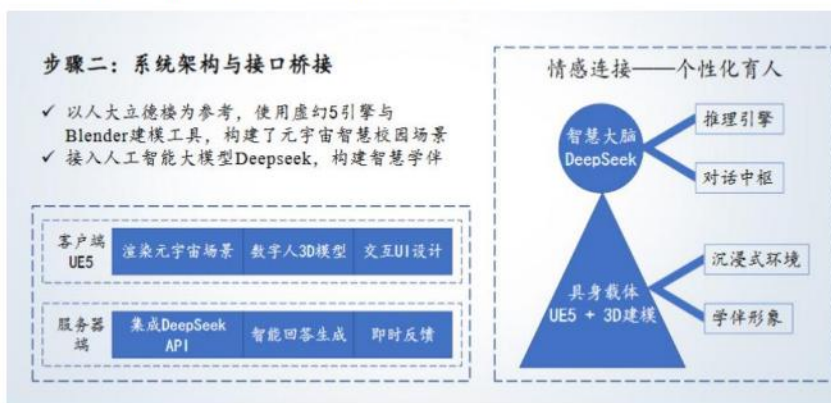 步骤二：系统架构与接口桥接
✓ 以人大立德楼为参考，使用虚幻5引擎与
Blender建模工具，构建了元宇宙智慧校园场景
✓ 接入人工智能大模型Deepseek，构建智慧学伴
客户端
UE5
渲染元宇宙场景
数字人3D模型
交互UI设计
服务器
端
集成DeepSeek
API
智能回答生成
即时反馈
情感连接——个性化育人
智慧大脑
DeepSeek
推理引擎
对话中枢
具身载体
UE5 + 3D建模
沉浸式环境
学伴形象